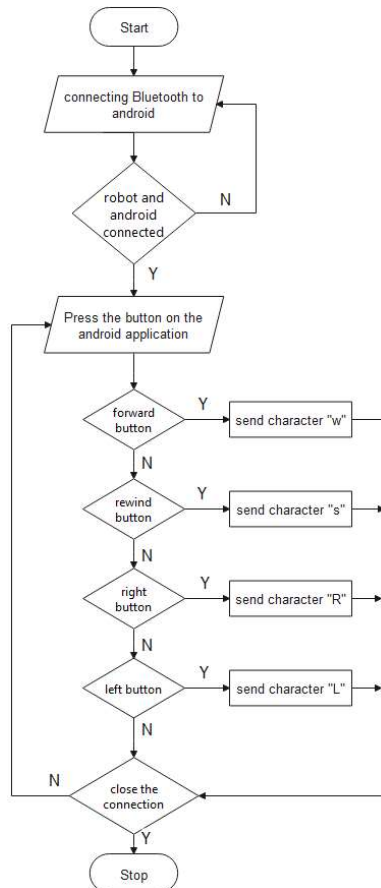 Start
connecting Bluetooth to
android
robot and
android
connected
N
Y
Press the button on the
android application
forward
button
Y
send character "w"
N
rewind
button
Y
send character "s"
N
right
button
Y
send character "R"
N
left button
Y
send character "L"
N
close the
connection
N
Y
Stop